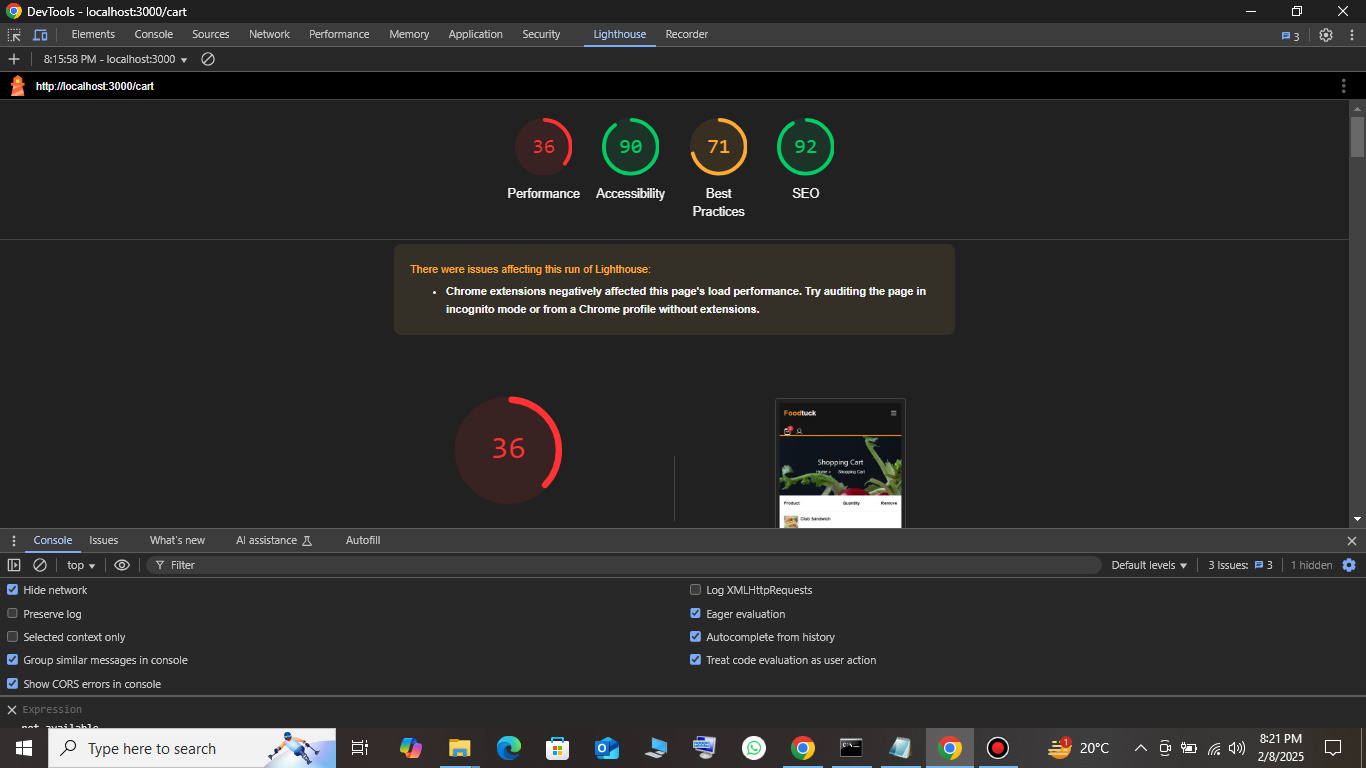 DevTools - localhost:3000/cart
Elements Console Sources Network Performance Memory Application Security Lighthouse Recorder 3
8:15:58 PM - localhost:3000
http://localhost:3000/cart
36 90 71 92
Performance Accessibility Best Practices SEO
There were issues affecting this run of Lighthouse:
• Chrome extensions negatively affected this page's load performance. Try auditing the page in
incognito mode or from a Chrome profile without extensions.
36
Foodtuck
Shopping Cart
Home > Shopping Cart
Product Quantity Remove
Club Sandwich
Console Issues What's new AI assistance Autofill
top Filter Default levels 3 Issues: 3 1 hidden
Hide network Log XMLHttpRequests
Preserve log Eager evaluation
Selected context only Autocomplete from history
Group similar messages in console Treat code evaluation as user action
Show CORS errors in console
Expression
not available
Type here to search 1 20°C 8:21 PM
2/8/2025